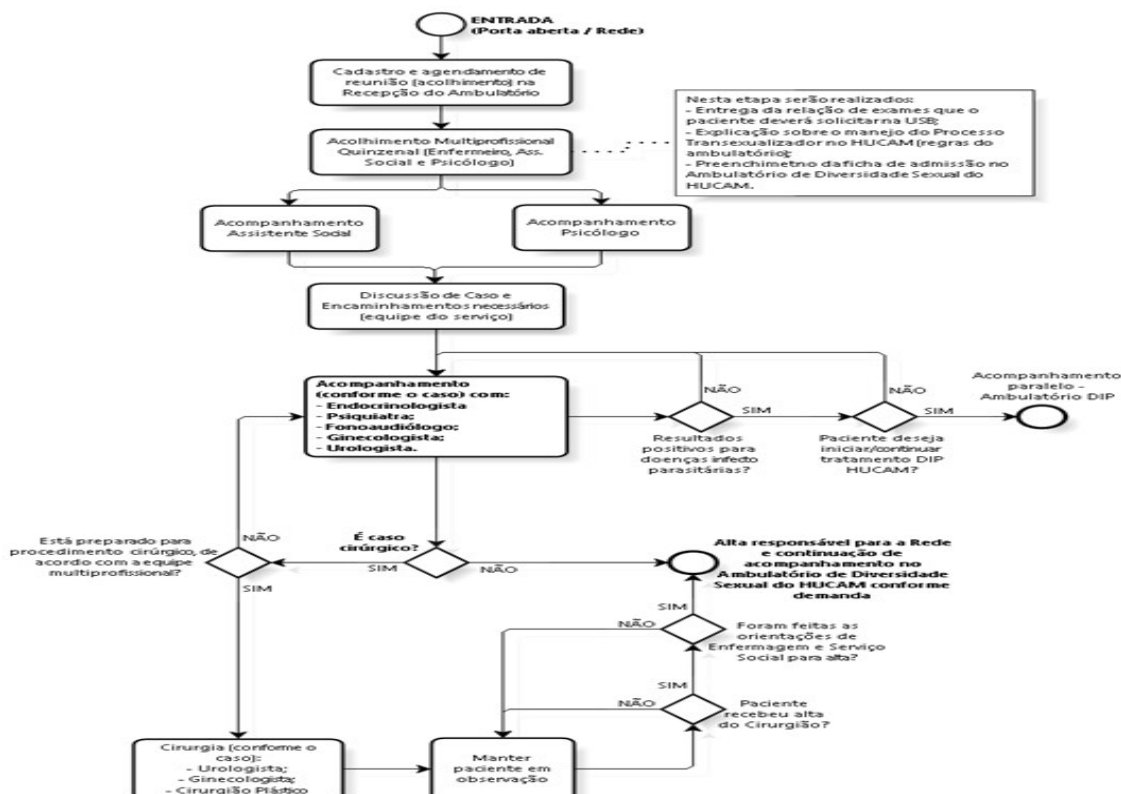 ENTRADA
(Porta aberta / Rede)
Cadastro e agendamento de
reunião (acolhimento) na
Recepção do Ambulatório
Acolhimento Multiprofissional
Quinzenal (Enfermeiro, Ass.
Social e Psicólogo)
Nesta etapa serão realizados:
- Entrega da relação de exames que o
paciente deverá solicitar na USB;
- Explicação sobre o manejo do Processo
Transexualizador no HUCAM (regras do
ambulatório);
- Preenchimetno da ficha de admissão no
Ambulatório de Diversidade Sexual do
HUCAM.
Acompanhamento
Assistente Social
Acompanhamento
Psicólogo
Discussão de Caso e
Encaminhamentos necessários
(equipe do serviço)
Acompanhamento
(conforme o caso) com:
- Endocrinologista
- Psiquiatra;
- Fonoaudiólogo;
- Ginecologista;
- Urologista.
NÃO
SIM
Resultados
positivos para
doenças infecto
parasitárias?
NÃO
SIM
Paciente deseja
iniciar/continuar
tratamento DIP
HUCAM?
Acompanhamento
paralelo -
Ambulatório DIP
É caso
cirúrgico?
SIM
NÃO
Está preparado para
procedimento cirúrgico, de
acordo com a equipe
multiprofissional?
NÃO
SIM
Alta responsável para a Rede
e continuação de
acompanhamento no
Ambulatório de Diversidade
Sexual do HUCAM conforme
demanda
SIM
NÃO
Foram feitas as
orientações de
Enfermagem e Serviço
Social para alta?
SIM
NÃO
Paciente
recebeu alta
do Cirurgião?
Cirurgia (conforme o
caso):
- Urologista;
- Ginecologista;
- Cirurgião Plástico
Manter
paciente em
observação